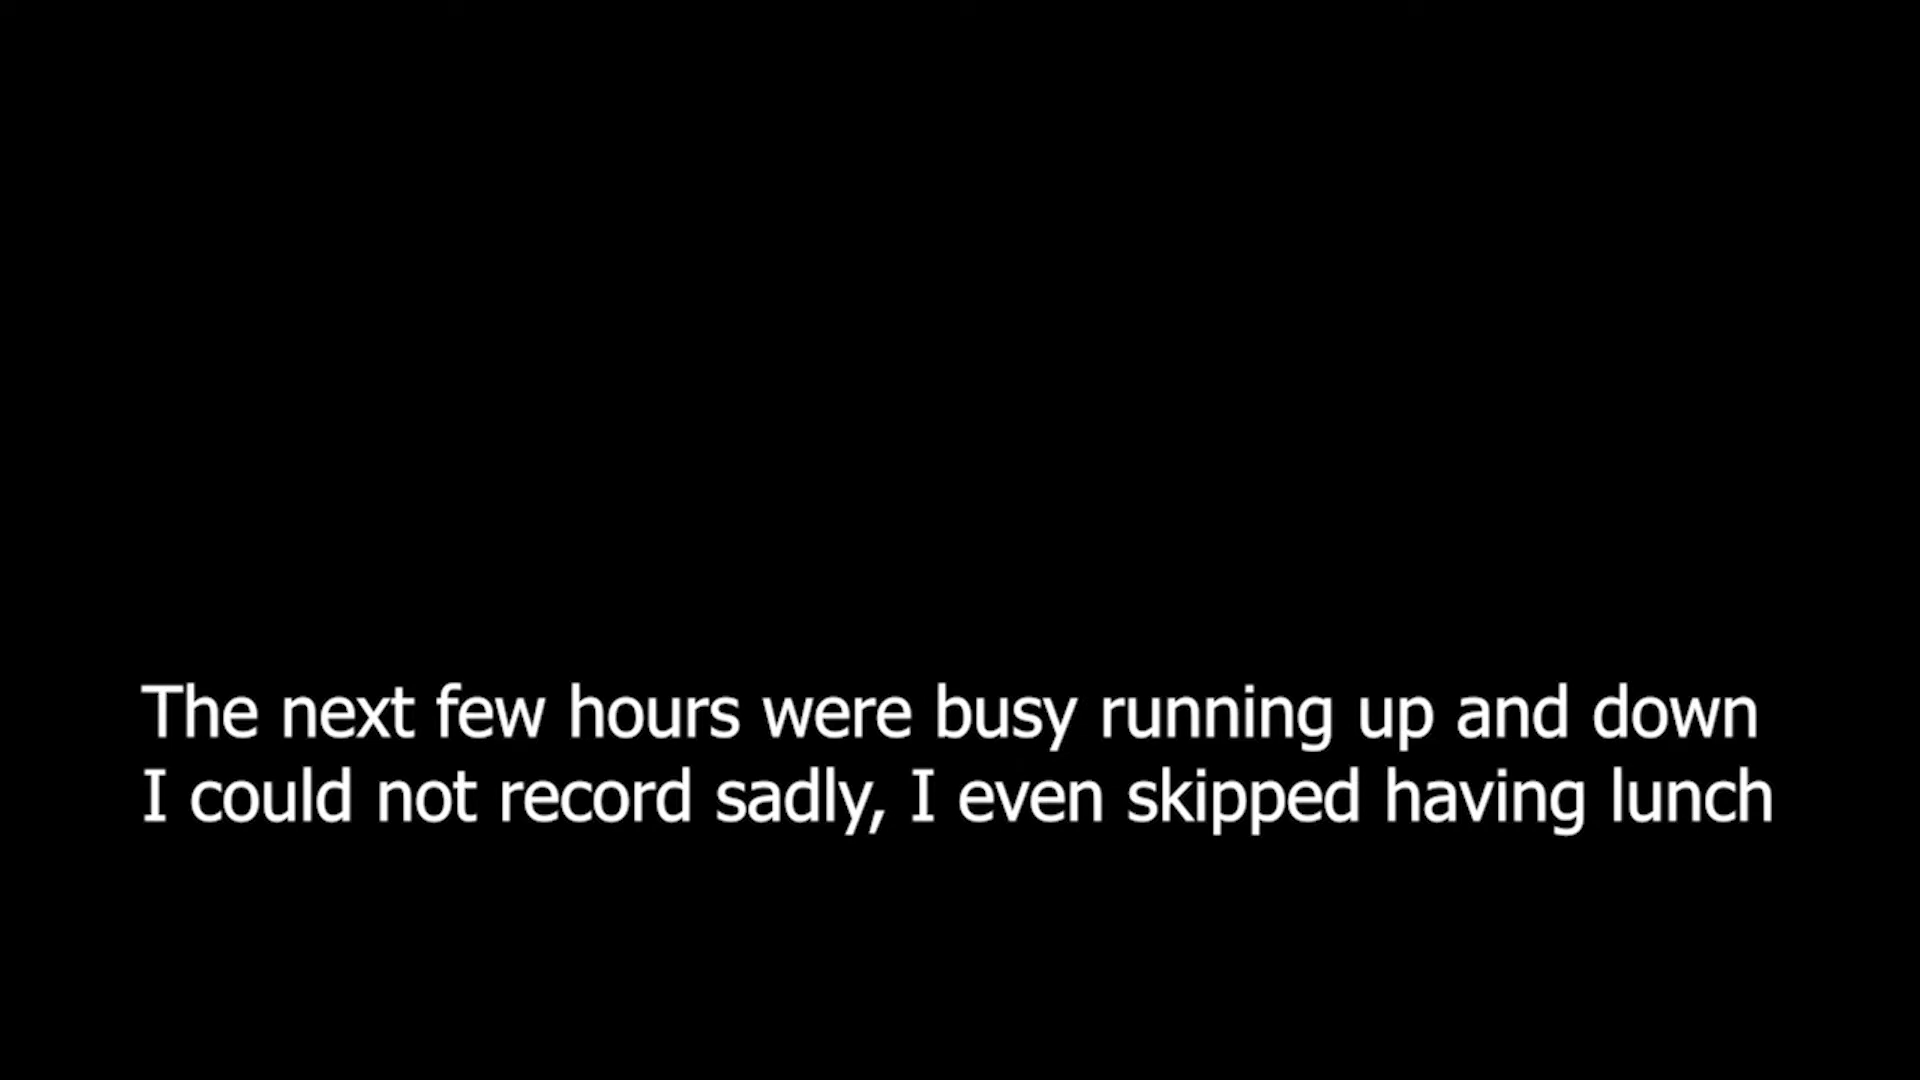 The next few hours were busy running up and down
I could not record sadly, I even skipped having lunch